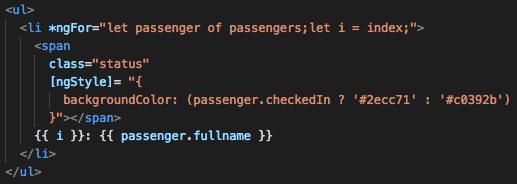 <ul>
<li *ngFor="let passenger of passengers;let i = index;">
<span
class="status"
[ngStyle]= "{
backgroundColor: (passenger.checkedIn ? '#2ecc71' : '#c0392b')
}"></span>
{{ i }}: {{ passenger.fullname }}
</li>
</ul>